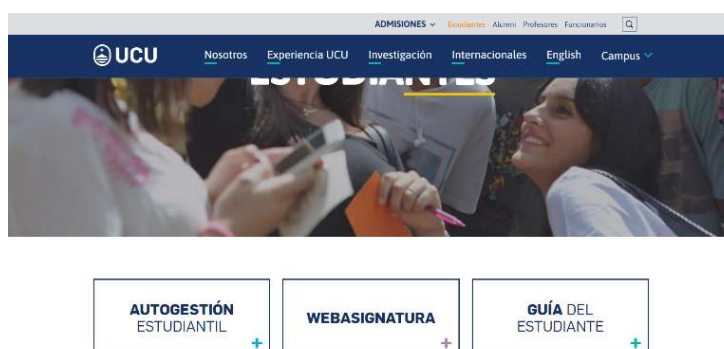 ADMISIONES Estudiantes Alumni Profesores Funcionarios
UCU Nosotros Experiencia UCU Investigación Internacionales English Campus
ESTUDIANTES
AUTOGESTIÓN
ESTUDIANTIL
+
WEBASIGNATURA
+
GUÍA DEL
ESTUDIANTE
+